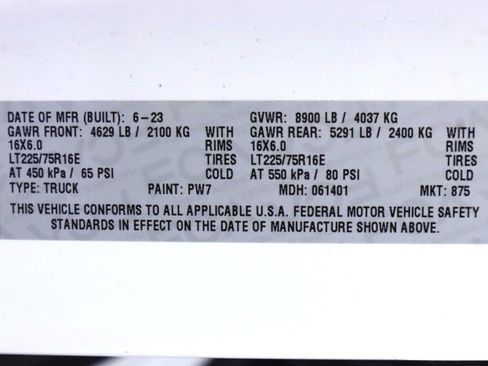 DATE OF MFR (BUILT): 6-23 GVWR: 8900 LB / 4037 KG
GAWR FRONT: 4629 LB / 2100 KG WITH GAWR REAR: 5291 LB / 2400 KG WITH
16X6.0 RIMS 16X6.0 RIMS
LT225/75R16E TIRES LT225/75R16E TIRES
AT 450 kPa / 65 PSI COLD AT 550 kPa / 80 PSI COLD
TYPE: TRUCK PAINT: PW7 MDH: 061401 MKT: 875
THIS VEHICLE CONFORMS TO ALL APPLICABLE U.S.A. FEDERAL MOTOR VEHICLE SAFETY
STANDARDS IN EFFECT ON THE DATE OF MANUFACTURE SHOWN ABOVE.